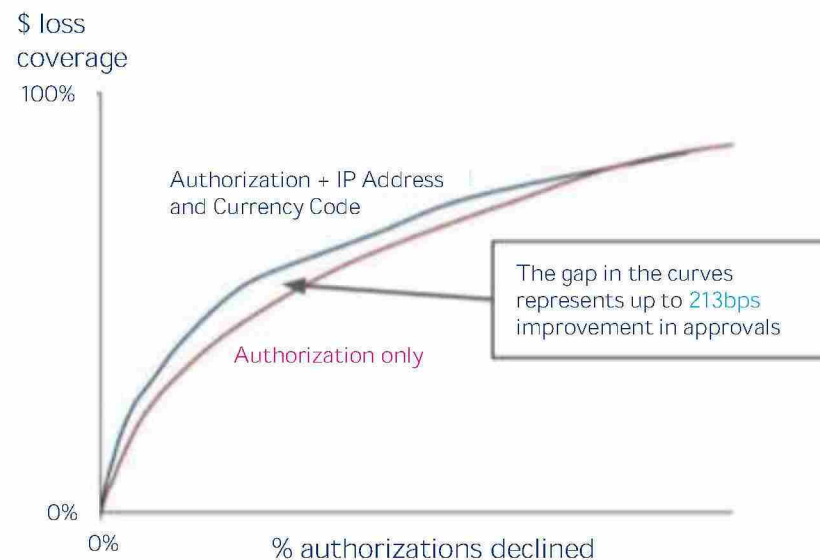 $ loss
coverage
100%
Authorization + IP Address
and Currency Code
The gap in the curves
represents up to 213bps
improvement in approvals
Authorization only
0%
0%
% authorizations declined